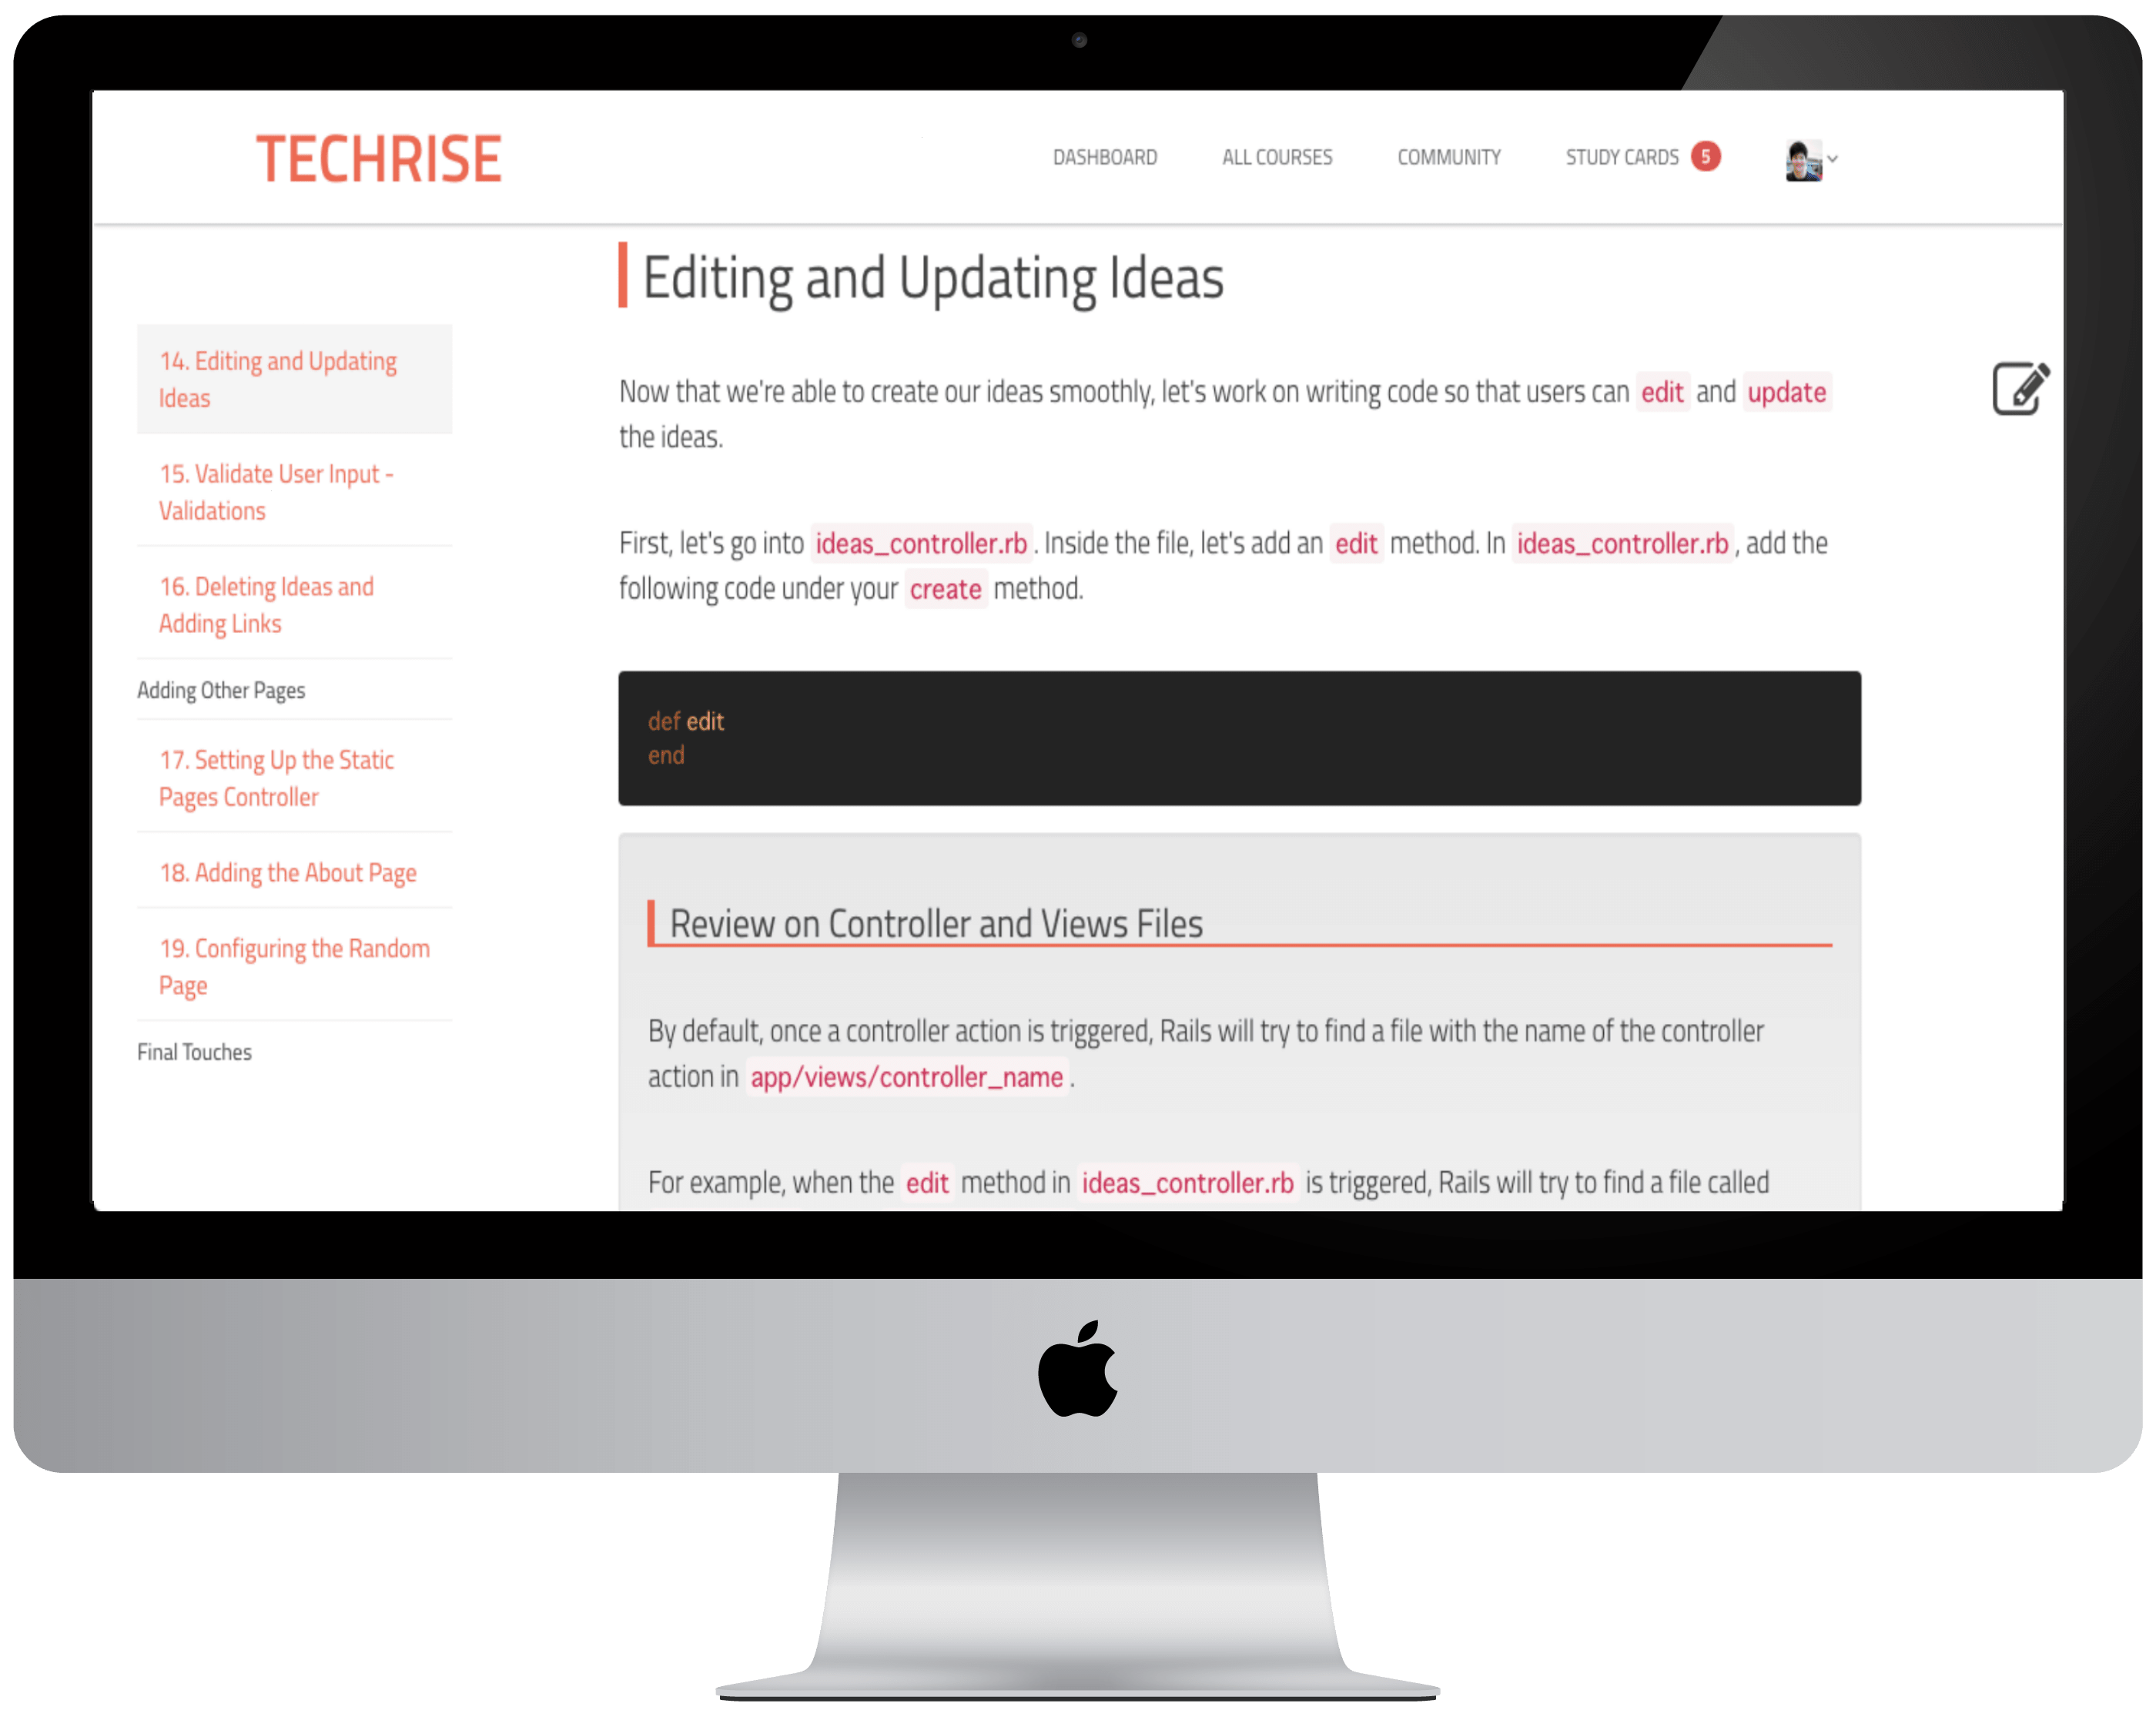 TECHRISE
DASHBOARD
ALL COURSES
COMMUNITY
STUDY CARDS 5
14. Editing and Updating
Ideas
15. Validate User Input -
Validations
16. Deleting Ideas and
Adding Links
Adding Other Pages
17. Setting Up the Static
Pages Controller
18. Adding the About Page
19. Configuring the Random
Page
Final Touches
Editing and Updating Ideas
Now that we're able to create our ideas smoothly, let's work on writing code so that users can edit and update
the ideas.
First, let's go into ideas_controller.rb. Inside the file, let's add an edit method. In ideas_controller.rb, add the
following code under your create method.
def edit
end
Review on Controller and Views Files
By default, once a controller action is triggered, Rails will try to find a file with the name of the controller
action in app/views/controller_name.
For example, when the edit method in ideas_controller.rb is triggered, Rails will try to find a file called